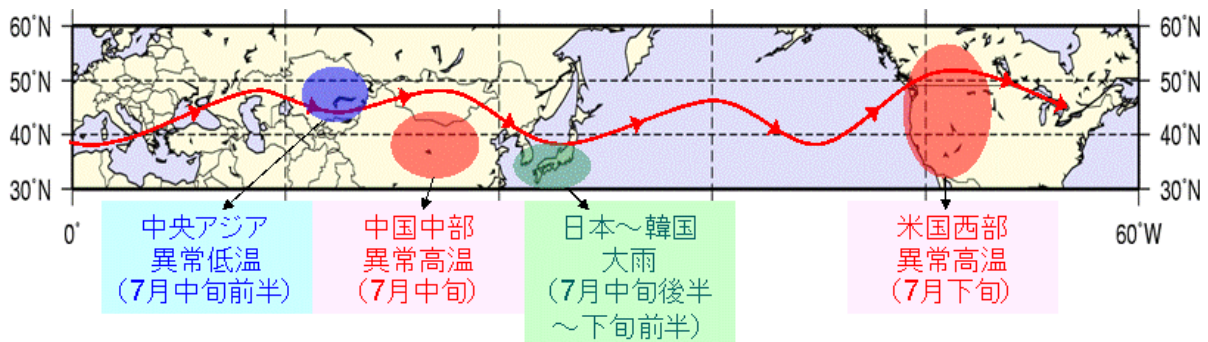 60°N
50°N
40°N
30°N
60°N
50°N
40°N
30°N
0°
60°W
中央アジア
異常低温
(7月中旬前半)
中国中部
異常高温
(7月中旬)
日本～韓国
大雨
(7月中旬後半
～下旬前半)
米国西部
異常高温
(7月下旬)